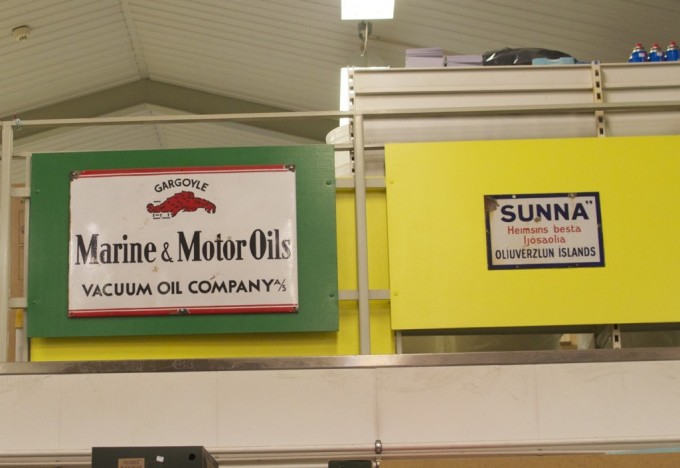 GARGOYLE
Marine & Motor Oils
VACUUM OIL COMPANY A/S
SUNNA"
Heimsins besta
ljósaolía
OLIUVERZLUN ISLANDS